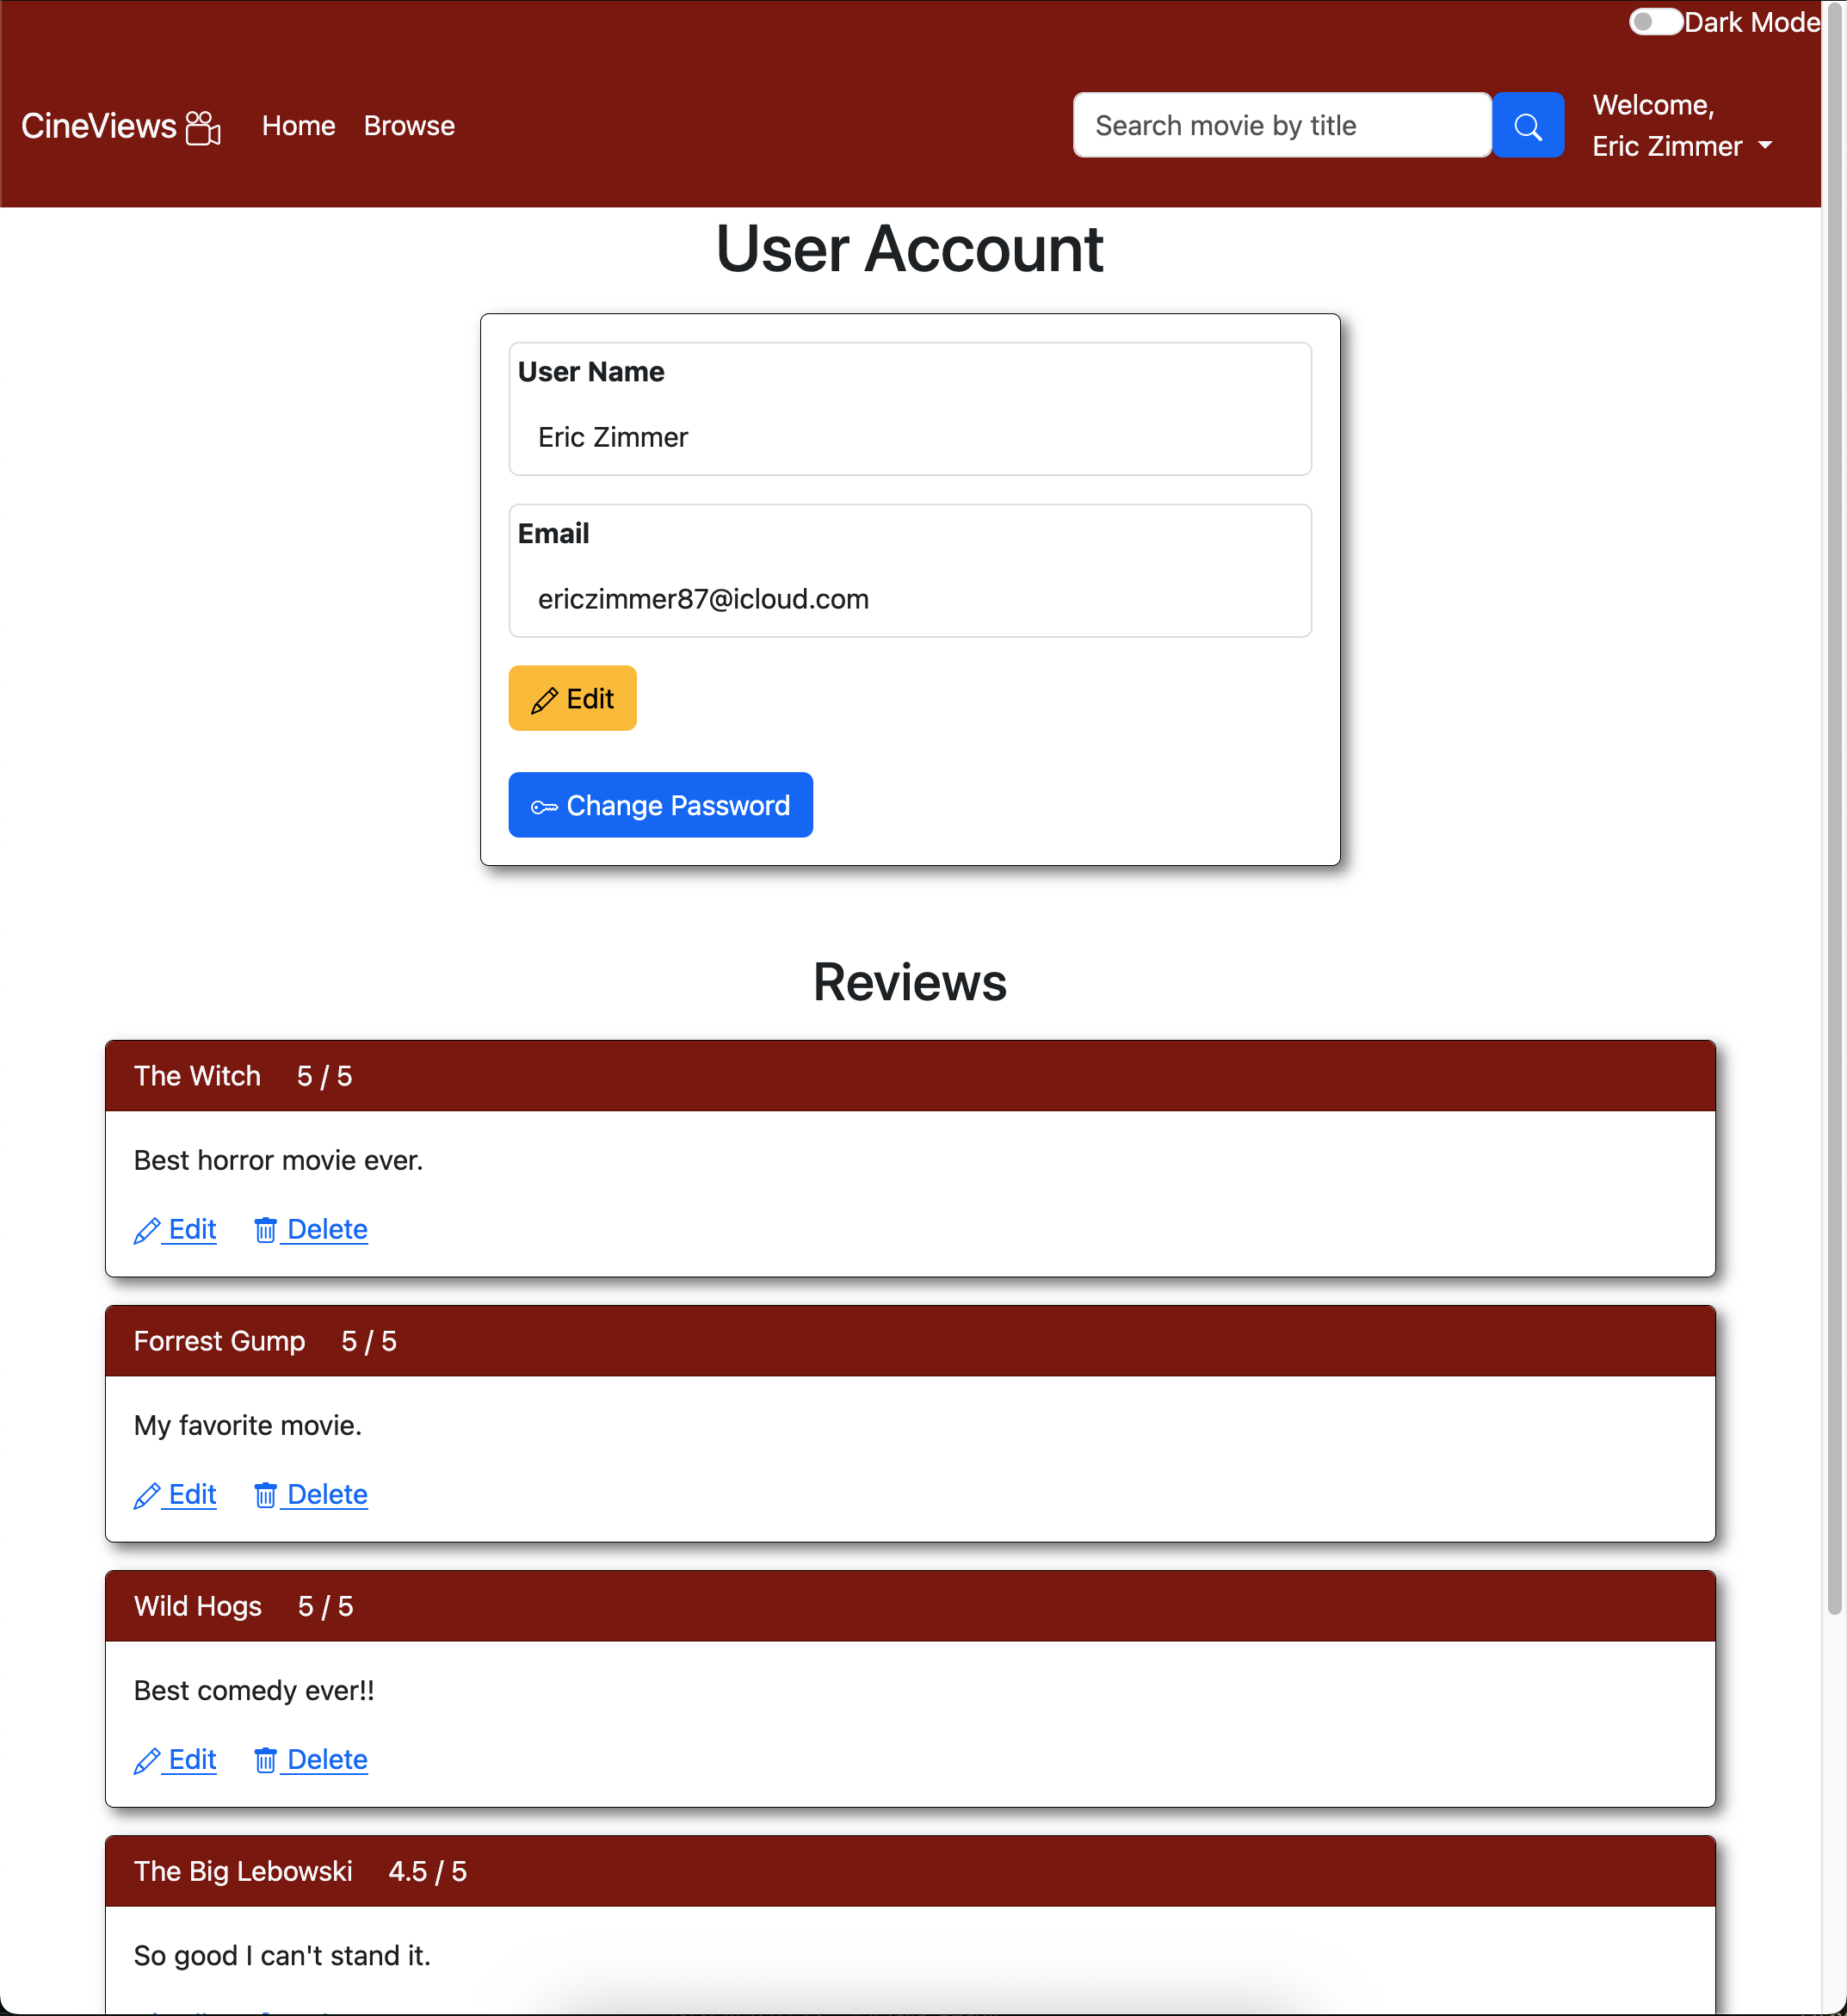 Dark Mode
CineViews Home Browse Search movie by title Welcome,
Eric Zimmer
User Account
User Name
Eric Zimmer
Email
ericzimmer87@icloud.com
Edit
Change Password
Reviews
The Witch 5 / 5
Best horror movie ever.
Edit Delete
Forrest Gump 5 / 5
My favorite movie.
Edit Delete
Wild Hogs 5 / 5
Best comedy ever!!
Edit Delete
The Big Lebowski 4.5 / 5
So good I can't stand it.